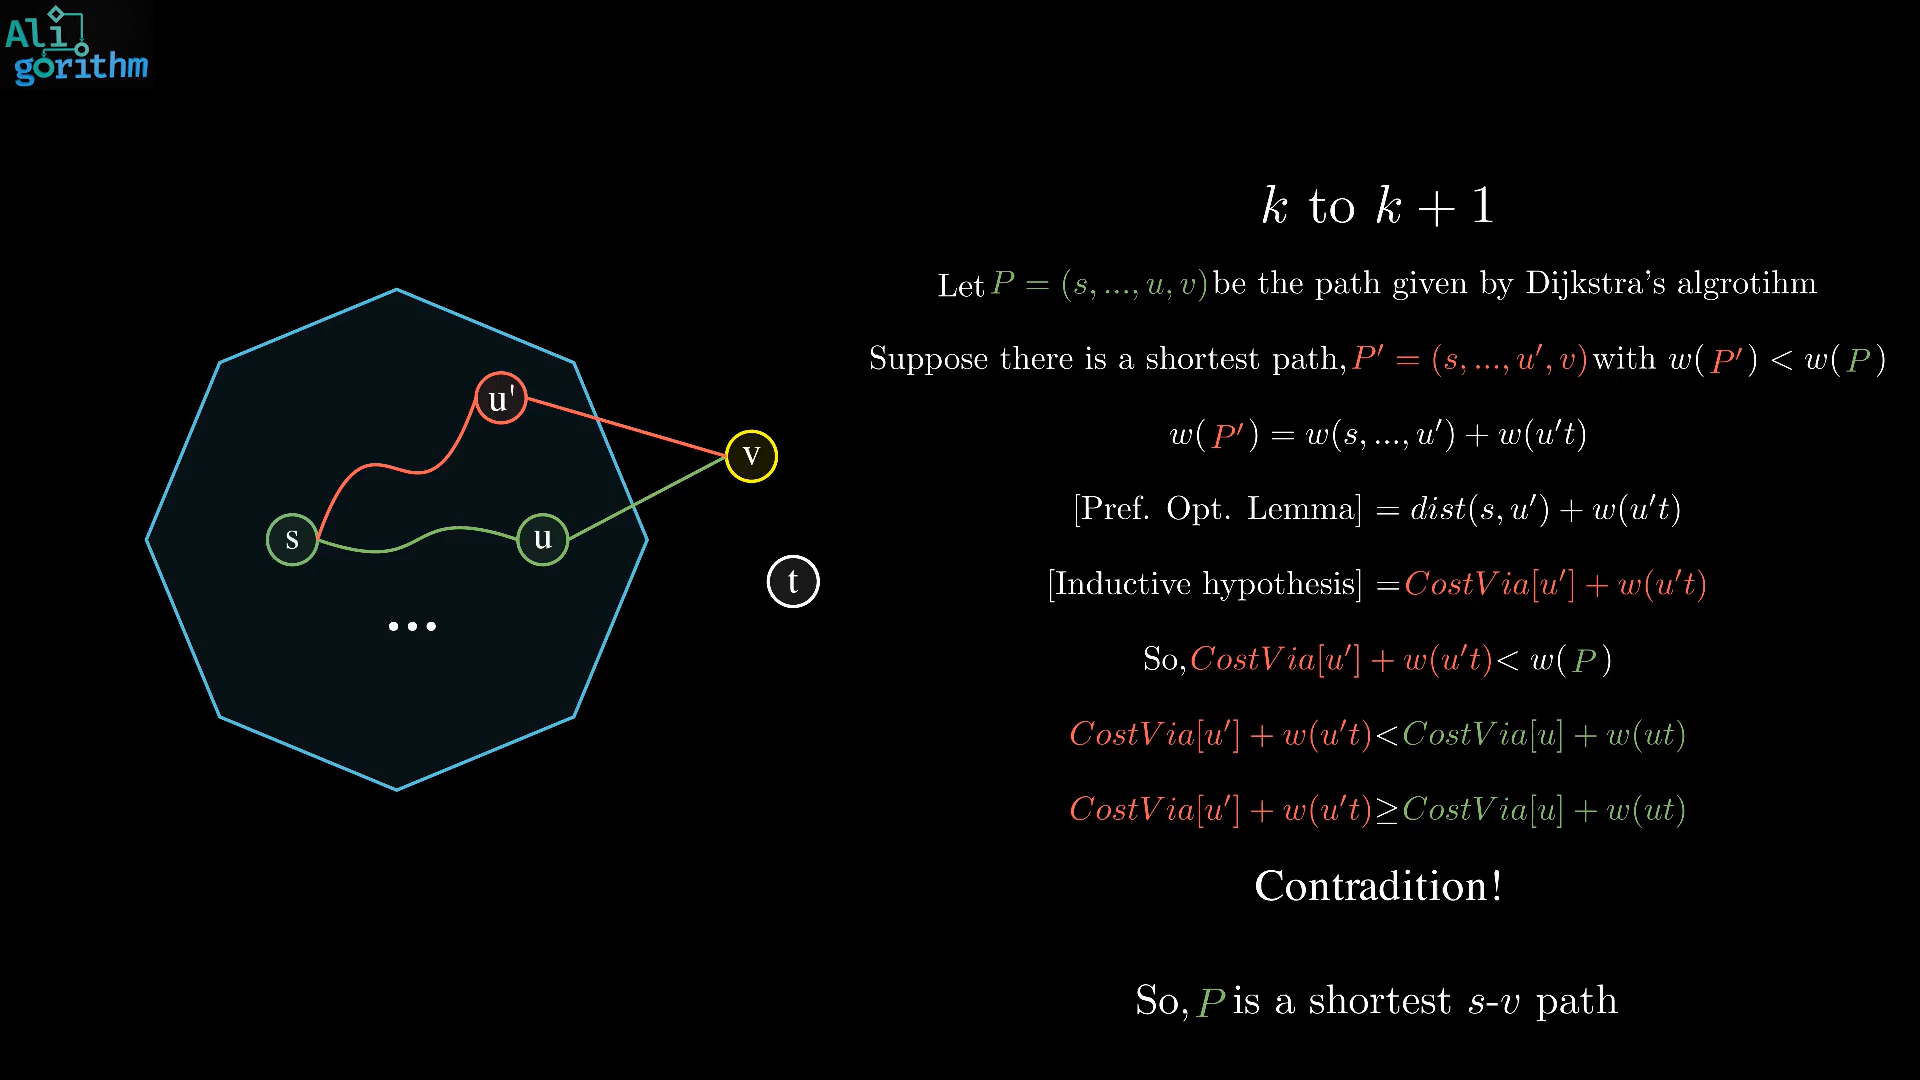 Ali
gorithm
k to k + 1
Let P = (s, ..., u, v) be the path given by Dijkstra's algrotihm
Suppose there is a shortest path, P′ = (s, ..., u′, v) with w(P′) < w(P)
w(P′) = w(s, ..., u′) + w(u′t)
[Pref. Opt. Lemma] = dist(s, u′) + w(u′t)
[Inductive hypothesis] = CostVia[u′] + w(u′t)
So, CostVia[u′] + w(u′t) < w(P)
CostVia[u′] + w(u′t) < CostVia[u] + w(ut)
CostVia[u′] + w(u′t) ≥ CostVia[u] + w(ut)
Contradition!
So, P is a shortest s-v path
u'
v
s
u
t
...